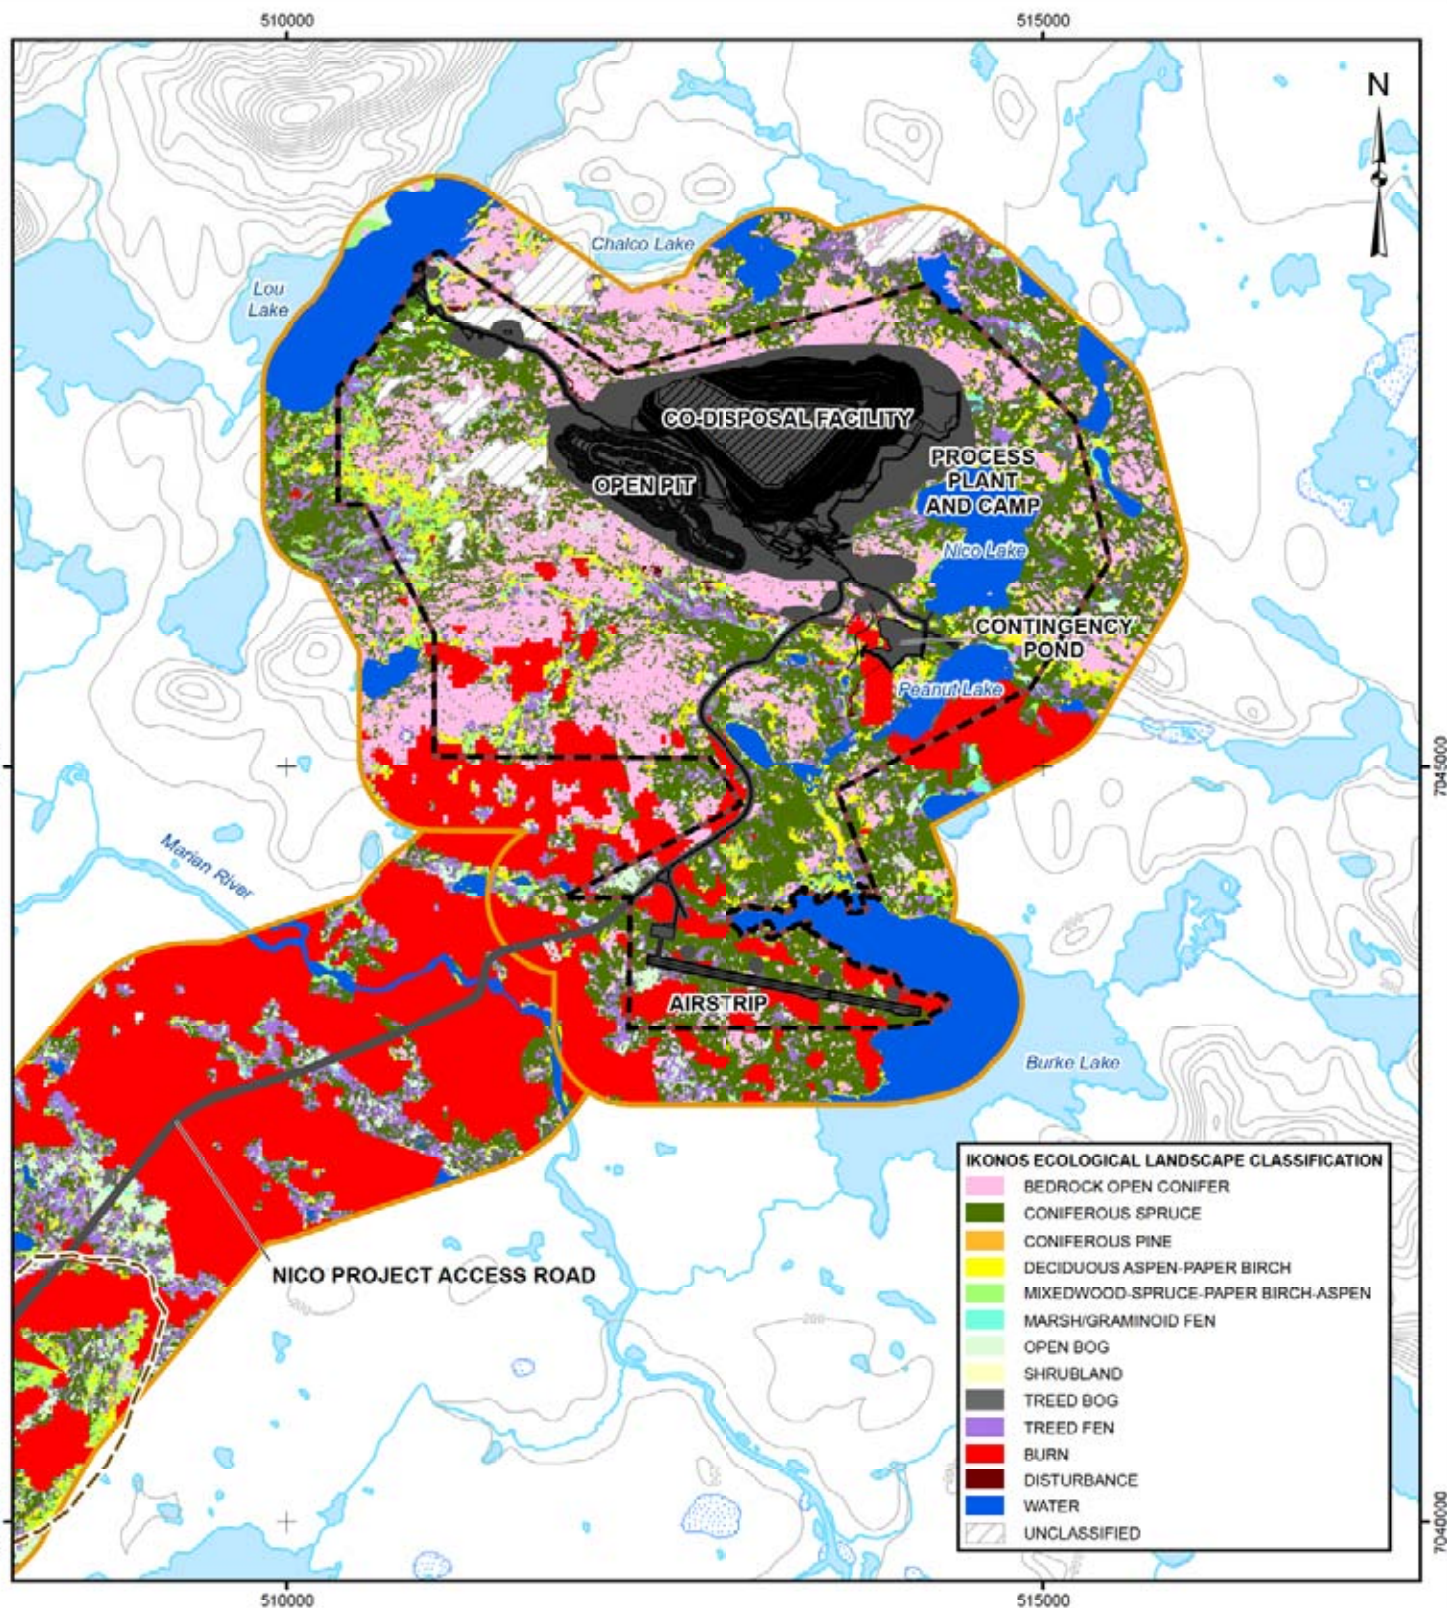 510000
515000
N
Chalco Lake
Lou
Lake
CO-DISPOSAL FACILITY
PROCESS
PLANT
AND CAMP
OPEN PIT
Nico Lake
CONTINGENCY
POND
Peanut Lake
7045000
Marian River
AIRSTRIP
Burke Lake
NICO PROJECT ACCESS ROAD
200
200
IKONOS ECOLOGICAL LANDSCAPE CLASSIFICATION
BEDROCK OPEN CONIFER
CONIFEROUS SPRUCE
CONIFEROUS PINE
DECIDUOUS ASPEN-PAPER BIRCH
MIXEDWOOD-SPRUCE-PAPER BIRCH-ASPEN
MARSH/GRAMINOID FEN
OPEN BOG
SHRUBLAND
TREED BOG
TREED FEN
BURN
DISTURBANCE
WATER
UNCLASSIFIED
7040000
510000
515000